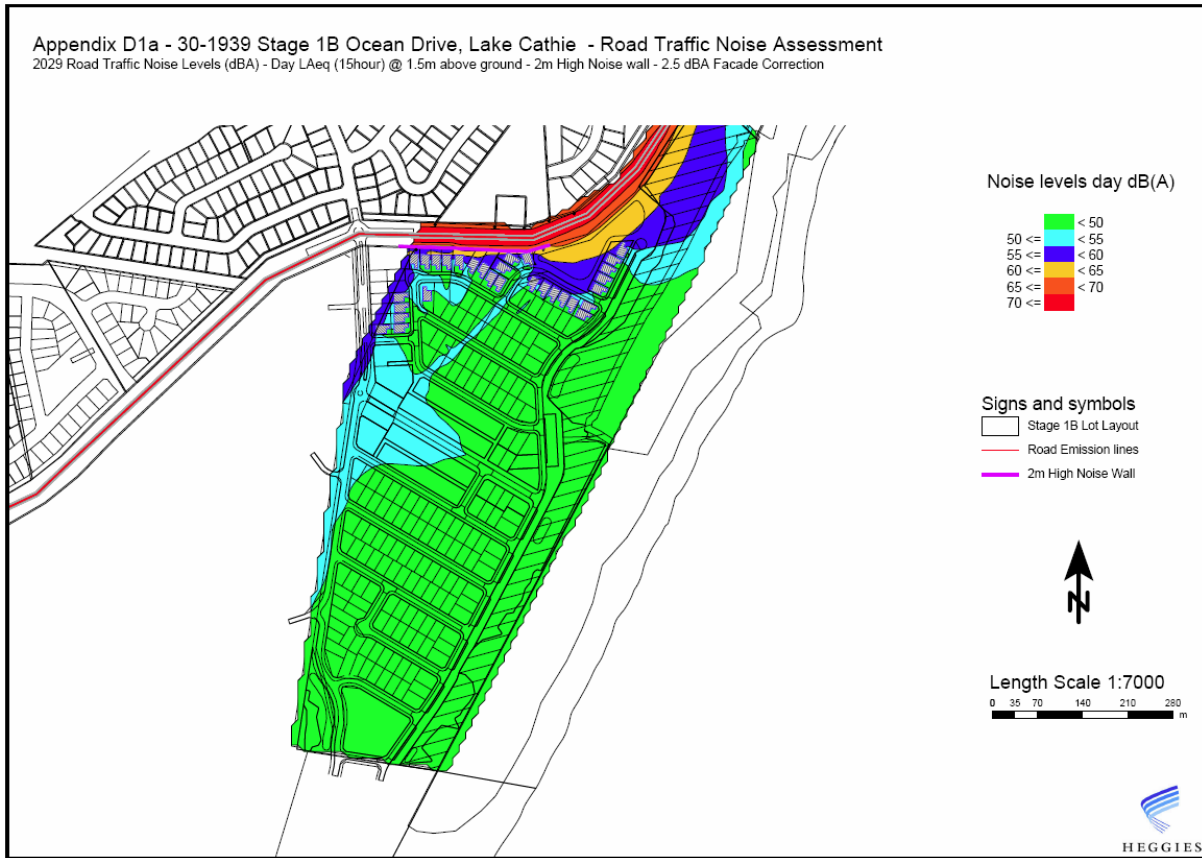 Appendix D1a - 30-1939 Stage 1B Ocean Drive, Lake Cathie - Road Traffic Noise Assessment
2029 Road Traffic Noise Levels (dBA) - Day LAeq (15hour) @ 1.5m above ground - 2m High Noise wall - 2.5 dBA Facade Correction
Noise levels day dB(A)
< 50
50 <= < 55
55 <= < 60
60 <= < 65
65 <= < 70
70 <=
Signs and symbols
Stage 1B Lot Layout
Road Emission lines
2m High Noise Wall
N
Length Scale 1:7000
0 35 70 140 210 280
m
HEGGIES